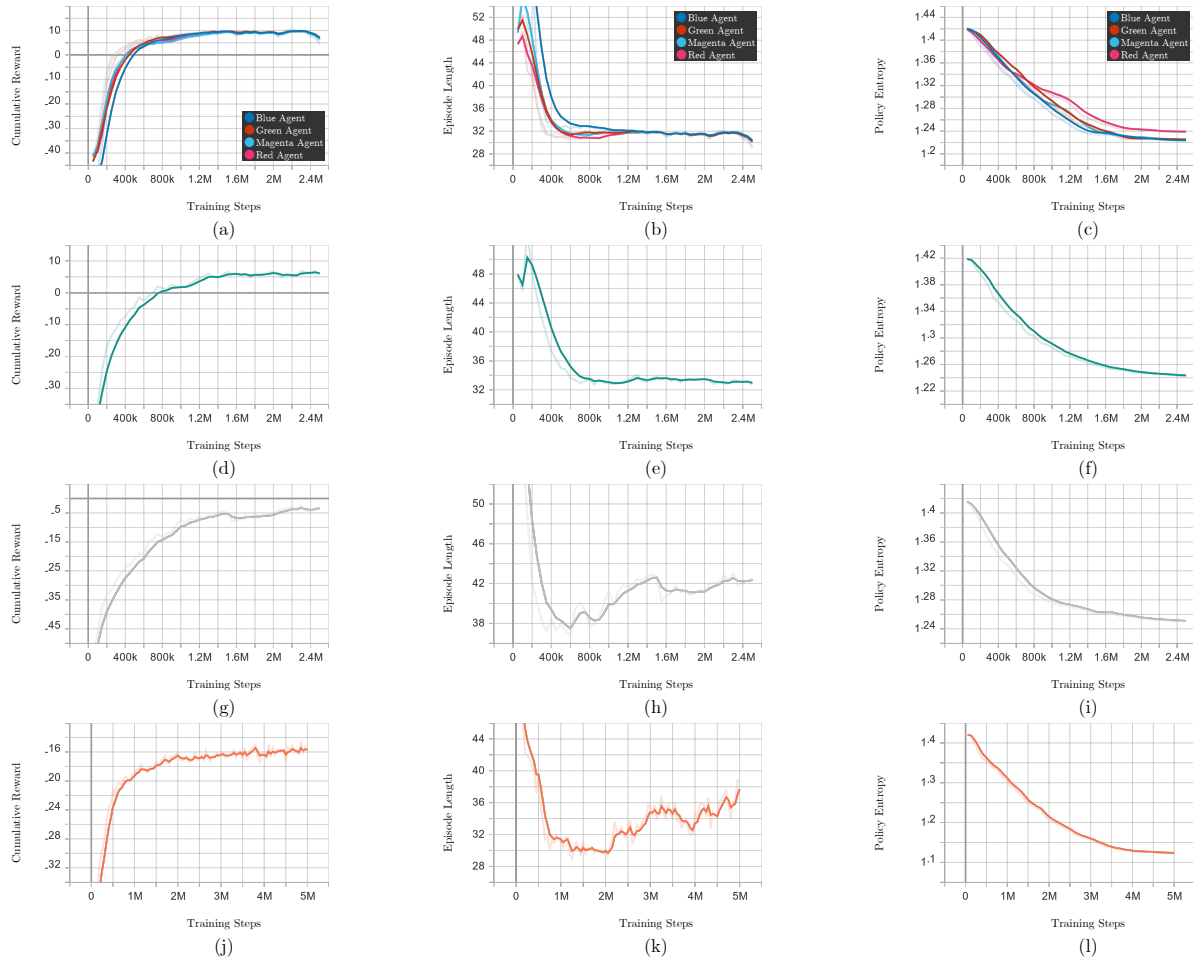 10
0
-10
-20
-30
-40
Cumulative Reward
Blue Agent
Green Agent
Magenta Agent
Red Agent
0 400k 1.2M 2M 2.4M
Training Steps
(a)
52
48
44
40
36
32
28
Episode Length
Blue Agent
Green Agent
Magenta Agent
Red Agent
0 400k 1.2M 2M 2.4M
Training Steps
(b)
1.44
1.4
1.36
1.32
1.28
1.24
1.2
Policy Entropy
Blue Agent
Green Agent
Magenta Agent
Red Agent
0 400k 1.2M 2M 2.4M
Training Steps
(c)
10
0
-10
-20
-30
Cumulative Reward
0 400k 800k 1.2M 1.6M 2M 2.4M
Training Steps
(d)
48
44
40
36
32
Episode Length
0 400k 800k 1.2M 1.6M 2M 2.4M
Training Steps
(e)
1.42
1.38
1.34
1.3
1.26
1.22
Policy Entropy
0 400k 800k 1.2M 1.6M 2M 2.4M
Training Steps
(f)
-5
-15
-25
-35
-45
Cumulative Reward
0 400k 800k 1.2M 1.6M 2M 2.4M
Training Steps
(g)
50
46
42
38
Episode Length
0 400k 800k 1.2M 1.6M 2M 2.4M
Training Steps
(h)
1.4
1.36
1.32
1.28
1.24
Policy Entropy
0 400k 800k 1.2M 1.6M 2M 2.4M
Training Steps
(i)
-16
-20
-24
-28
-32
Cumulative Reward
0 1M 2M 3M 4M 5M
Training Steps
(j)
44
40
36
32
28
Episode Length
0 1M 2M 3M 4M 5M
Training Steps
(k)
1.4
1.3
1.2
1.1
Policy Entropy
0 1M 2M 3M 4M 5M
Training Steps
(l)